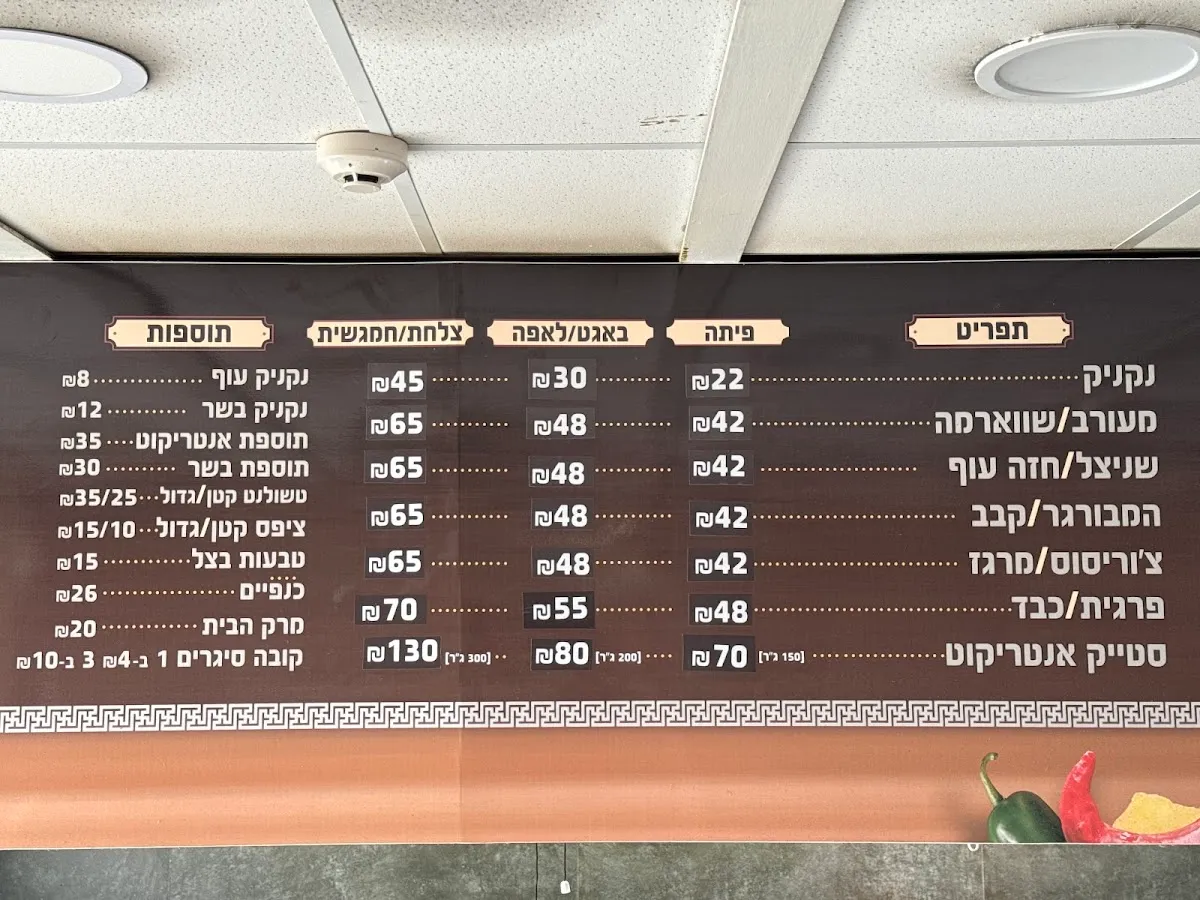 תפריט פיתה באגט/לאפה צלחת/חמגשית
נקניק ₪22 ₪30 ₪45
מעורב/שווארמה ₪42 ₪48 ₪65
שניצל/חזה עוף ₪42 ₪48 ₪65
המבורגר/קבב ₪42 ₪48 ₪65
צ'וריסוס/מרגז ₪42 ₪48 ₪65
פרגית/כבד ₪48 ₪55 ₪70
סטייק אנטריקוט [150 ג"ר] ₪70 [200 ג"ר] ₪80 [300 ג"ר] ₪130
תוספות
נקניק עוף ₪8
נקניק בשר ₪12
תוספת אנטריקוט ₪35
תוספת בשר ₪30
טשולנט קטן/גדול ₪35/25
ציפס קטן/גדול ₪15/10
טבעות בצל ₪15
כנפיים ₪26
מרק הבית ₪20
קובה סיגרים 1 ב-₪4 3 ב-₪10